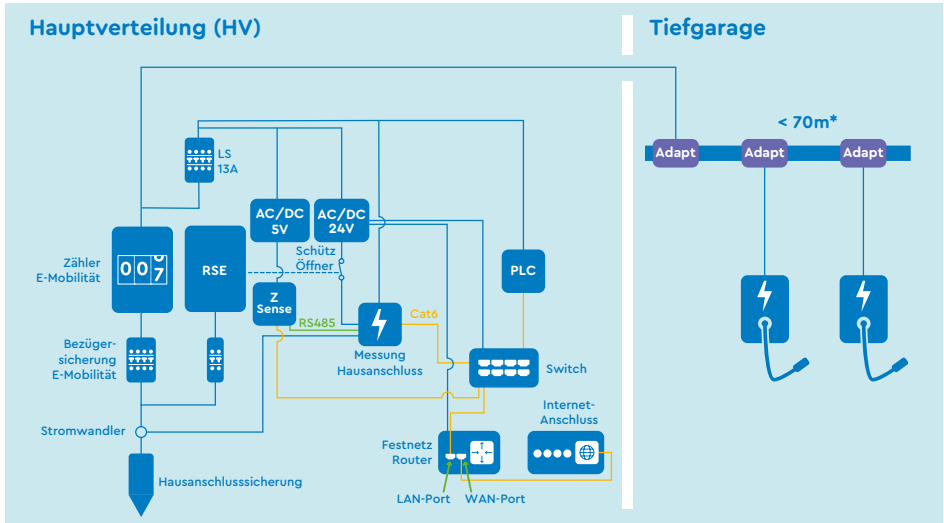 Hauptverteilung (HV)
Tiefgarage
< 70m*
Adapt
Adapt
Adapt
LS
13A
AC/DC
5V
AC/DC
24V
Zähler
E-Mobilität
007
RSE
Schütz
Öffner
PLC
Z
Sense
RS485
Cat6
Bezüger-
sicherung
E-Mobilität
Messung
Hausanschluss
Switch
Stromwandler
Internet-
Anschluss
Festnetz
Router
Hausanschlusssicherung
LAN-Port
WAN-Port